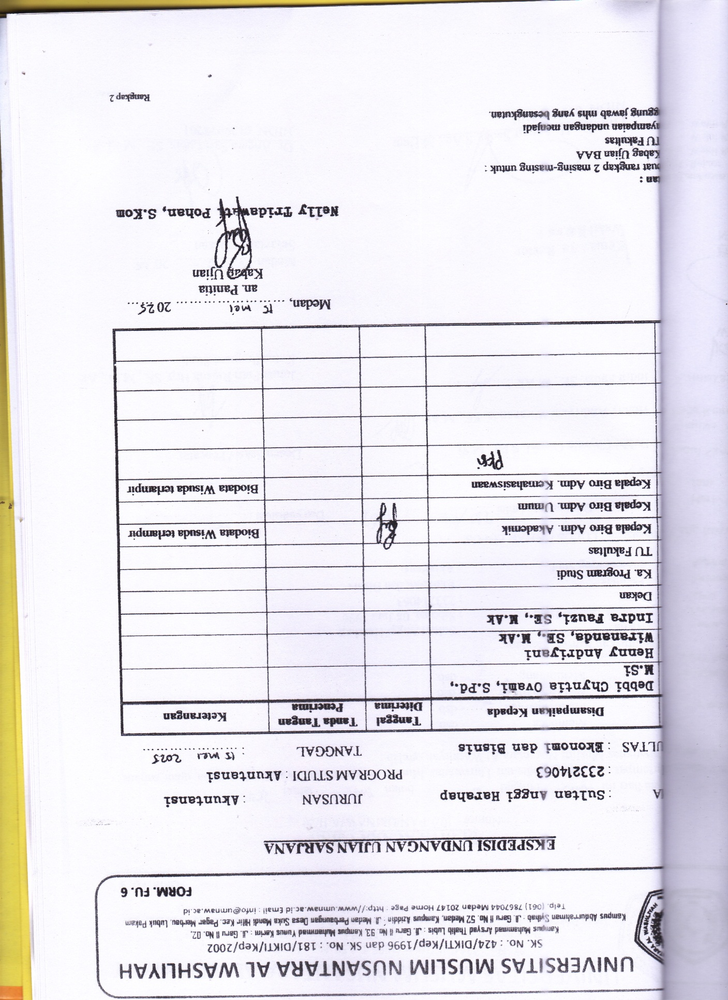 UNIVERSITAS MUSLIM NUSANTARA AL WASHLIYAH
SK. No. : 424/DIKTI/Kep/1996 dan SK. No. : 181/DIKTI/Kep/2002
Kampus Muhammad Arsyad Thalib Lubis : Jl. Garu II No. 93, Kampus Muhammad Yunus Karim : Jl. Garu II No. 02,
Kampus Abdurrahman Syihab : Jl. Garu II No. 52 Medan, Kampus Aziddin : Jl. Medan Perbaungan Desa Suka Mandi Hilir Kec. Pagar Merbau, Lubuk Pakam
Telp. (061) 7867044 Medan 20147 Home Page : http://www.umnaw.ac.id Email : info@umnaw.ac.id
FORM. FU. 6
EKSPEDISI UNDANGAN UJIAN SARJANA
MA : Sultan Anggi Harahap JURUSAN : Akuntansi
: 233214063 PROGRAM STUDI : Akuntansi
ULTAS : Ekonomi dan Bisnis TANGGAL : 15 mei 2025
Disampaikan Kepada Tanggal Diterima Tanda Tangan Penerima Keterangan
Debbi Chyntia Ovami, S.Pd.,
M.Si
Henny Andriyani
Wirananda, SE., M.Ak
Indra Fauzi, SE., M.Ak
Dekan
Ka. Program Studi
TU Fakultas
Kepala Biro Adm. Akademik Biodata Wisuda terlampir
Kepala Biro Adm. Umum
Kepala Biro Adm. Kemahasiswaan Biodata Wisuda terlampir
Medan, 15 mei 2025
an. Panitia
Kabag Ujian
Nelly Tridawati Pohan, S.Kom
tan :
buat rangkap 2 masing-masing untuk :
Kabag Ujian BAA
TU Fakultas
nyampaian undangan menjadi
ggung jawab mhs yang besangkutan.
Rangkap 2